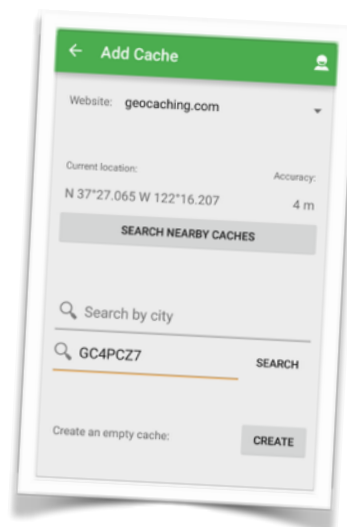 Add Cache
Website: geocaching.com
Current location: Accuracy:
N 37°27.065 W 122°16.207 4 m
SEARCH NEARBY CACHES
Search by city
GC4PCZ7 SEARCH
Create an empty cache: CREATE